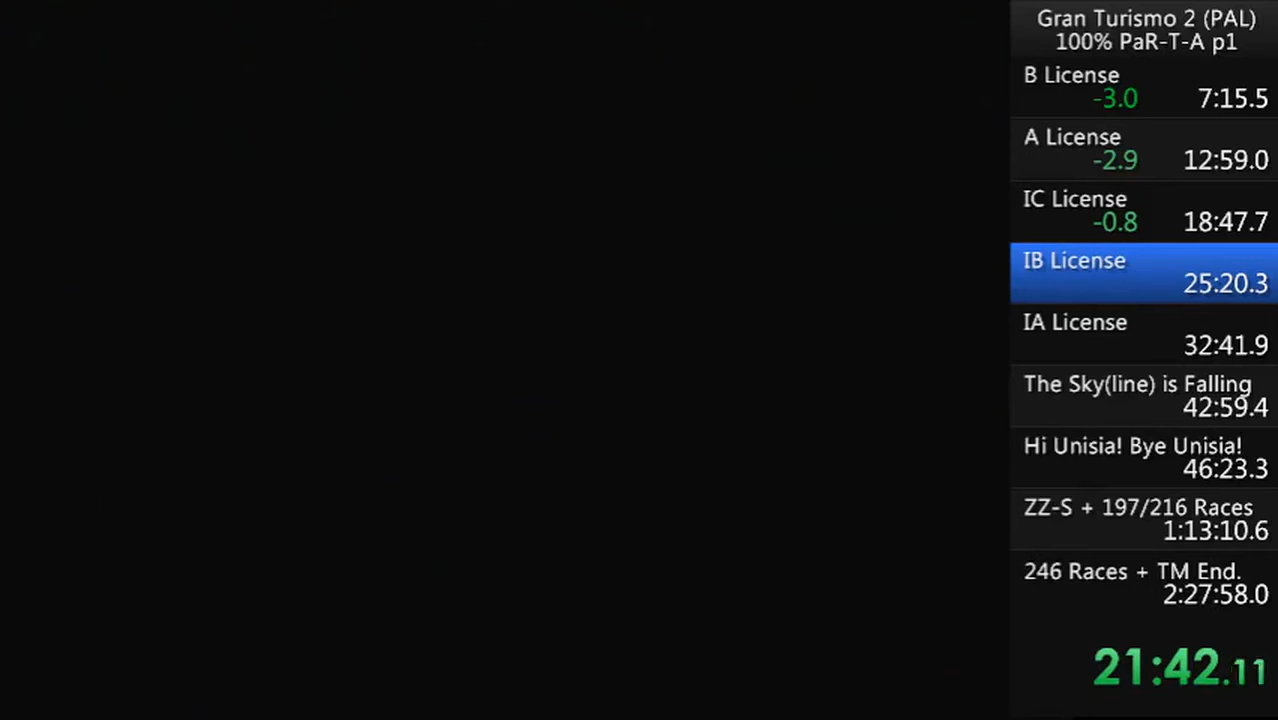 Gran Turismo 2 (PAL)
100% PaR-T-A p1
B License
-3.0 7:15.5
A License
-2.9 12:59.0
IC License
-0.8 18:47.7
IB License
25:20.3
IA License
32:41.9
The Sky(line) is Falling
42:59.4
Hi Unisia! Bye Unisia!
46:23.3
ZZ-S + 197/216 Races
1:13:10.6
246 Races + TM End.
2:27:58.0
21:42.11